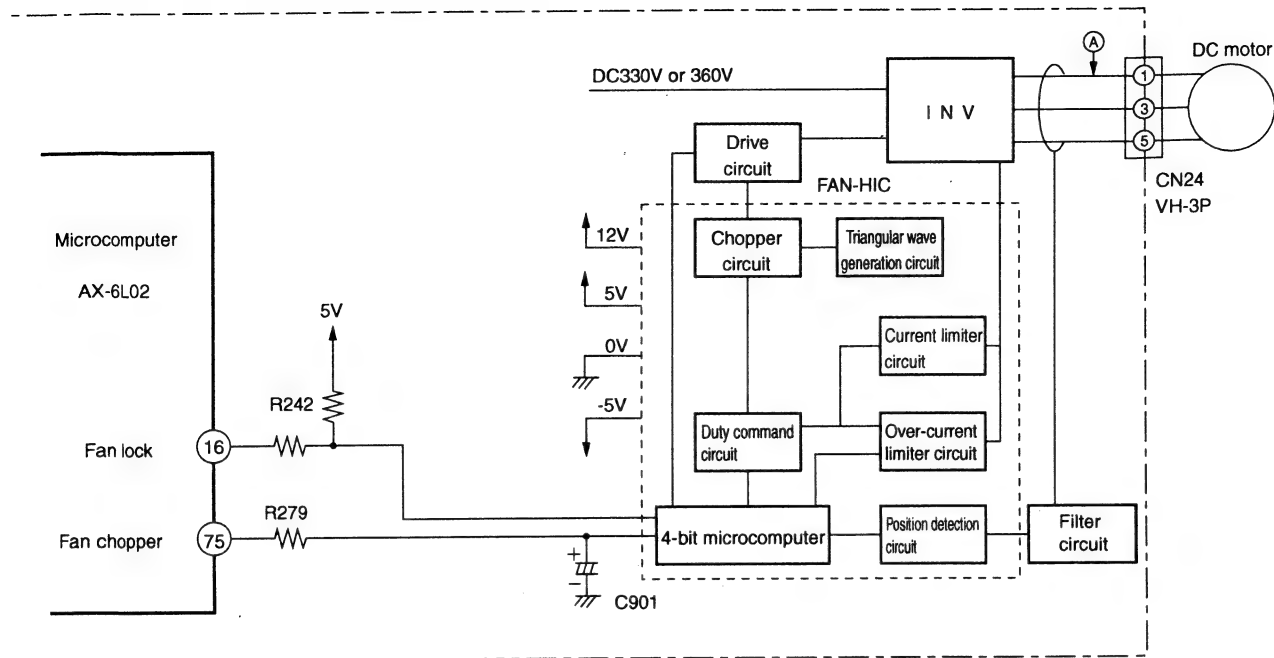 A
DC motor
DC330V or 360V
I N V
1
3
5
Drive
circuit
CN24
VH-3P
FAN-HIC
Microcomputer
AX-6L02
12V
Chopper
circuit
Triangular wave
generation circuit
5V
5V
0V
Current limiter
circuit
R242
-5V
Duty command
circuit
Over-current
limiter circuit
Fan lock
16
R279
Fan chopper
75
4-bit microcomputer
Position detection
circuit
Filter
circuit
+
−
C901